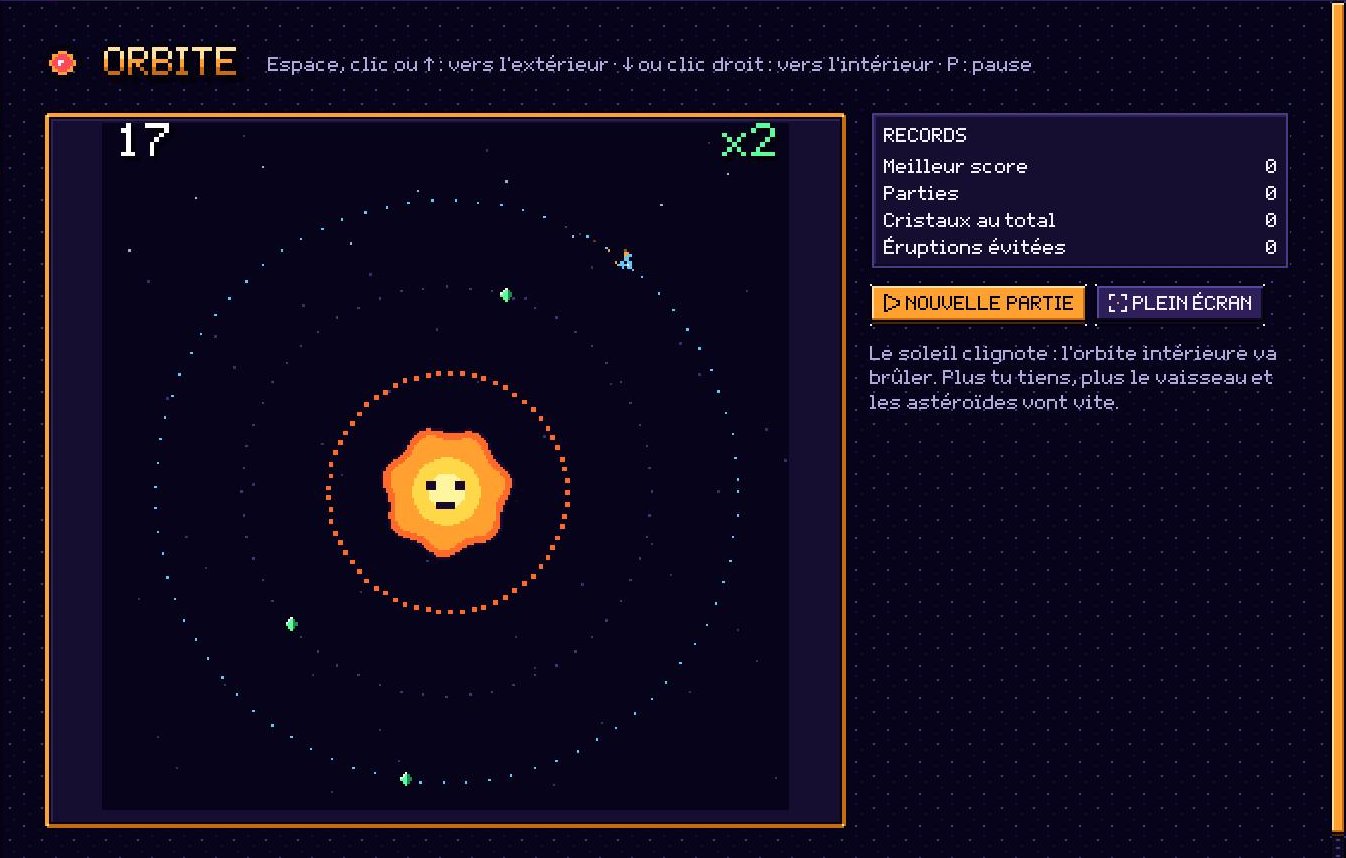 ORBITE
Espace, clic ou ↑ : vers l'extérieur · ↓ ou clic droit : vers l'intérieur · P : pause
17
x2
RECORDS
Meilleur score 0
Parties 0
Cristaux au total 0
Éruptions évitées 0
NOUVELLE PARTIE
PLEIN ÉCRAN
Le soleil clignote : l'orbite intérieure va
brûler. Plus tu tiens, plus le vaisseau et
les astéroïdes vont vite.